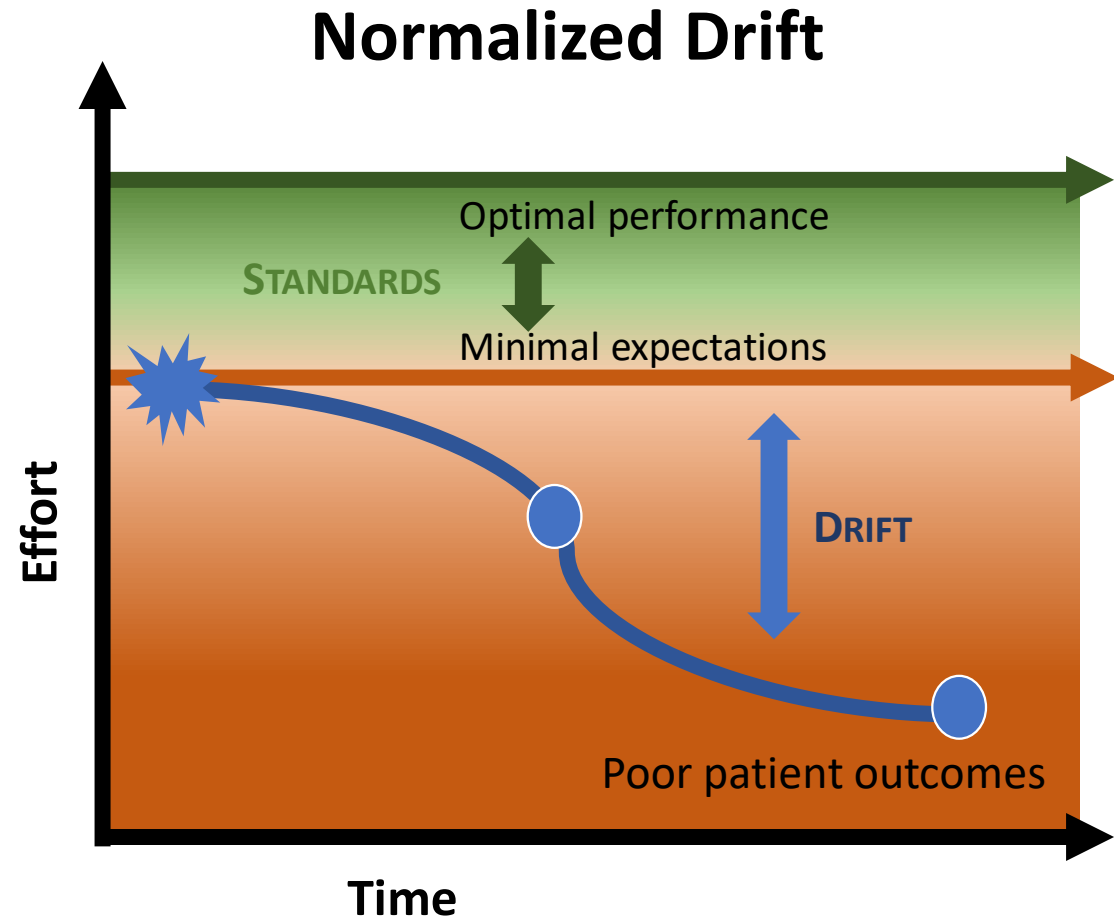 Normalized Drift
Optimal performance
STANDARDS
Minimal expectations
Effort
DRIFT
Poor patient outcomes
Time